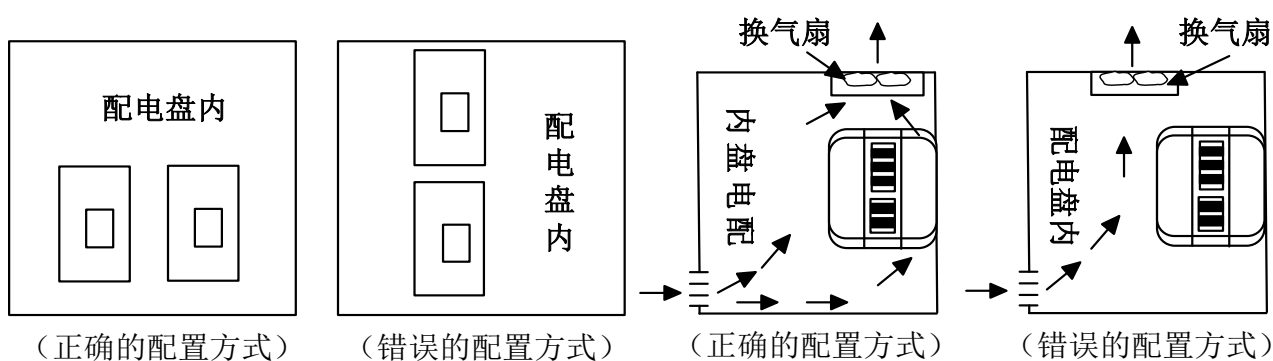 换气扇
换气扇
配电盘内
配电盘内
内盘电配
配电盘内
（正确的配置方式）
（错误的配置方式）
（正确的配置方式）
（错误的配置方式）